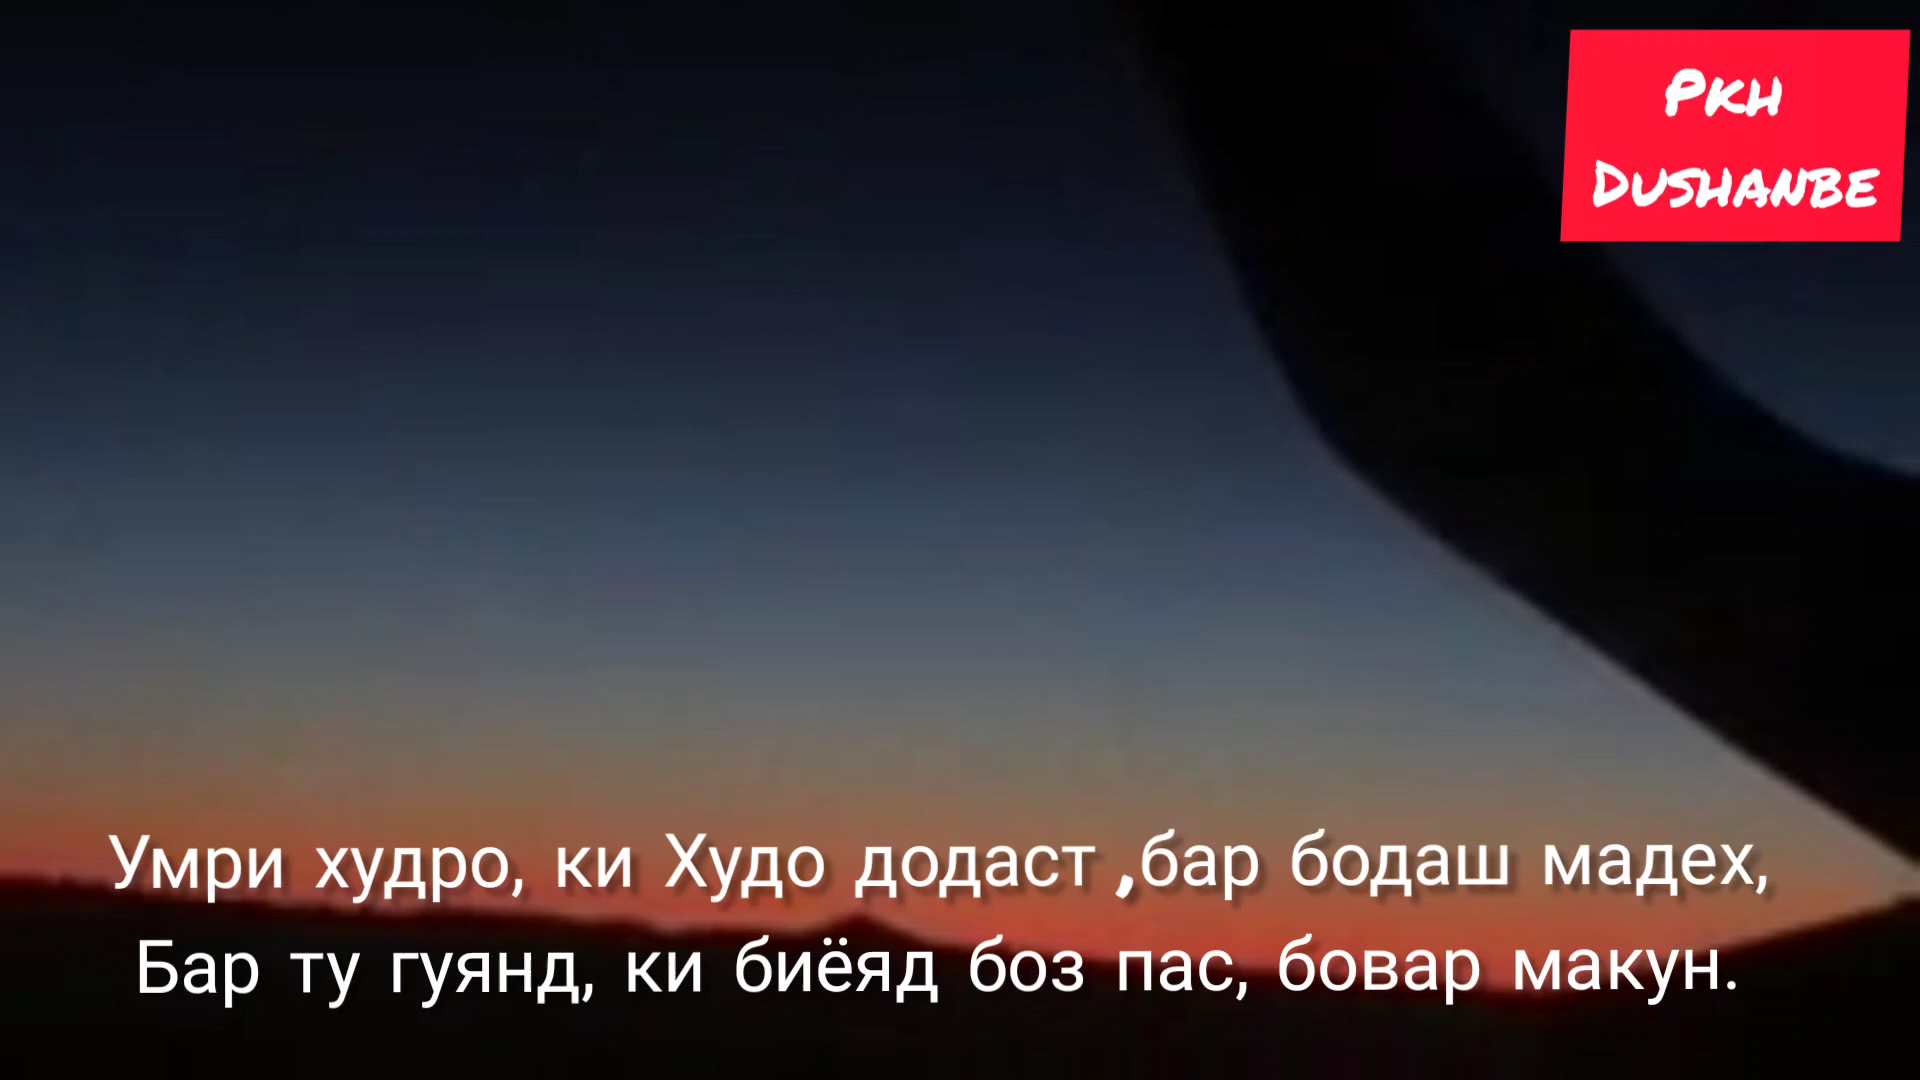 PKH
DUSHANBE
Умри худро, ки Худо додаст ,бар бодаш мадех,
Бар ту гуянд, ки биёяд боз пас, бовар макун.